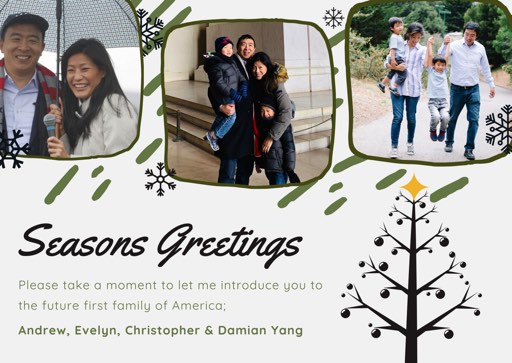 Seasons Greetings
Please take a moment to let me introduce you to
the future first family of America;
Andrew, Evelyn, Christopher & Damian Yang